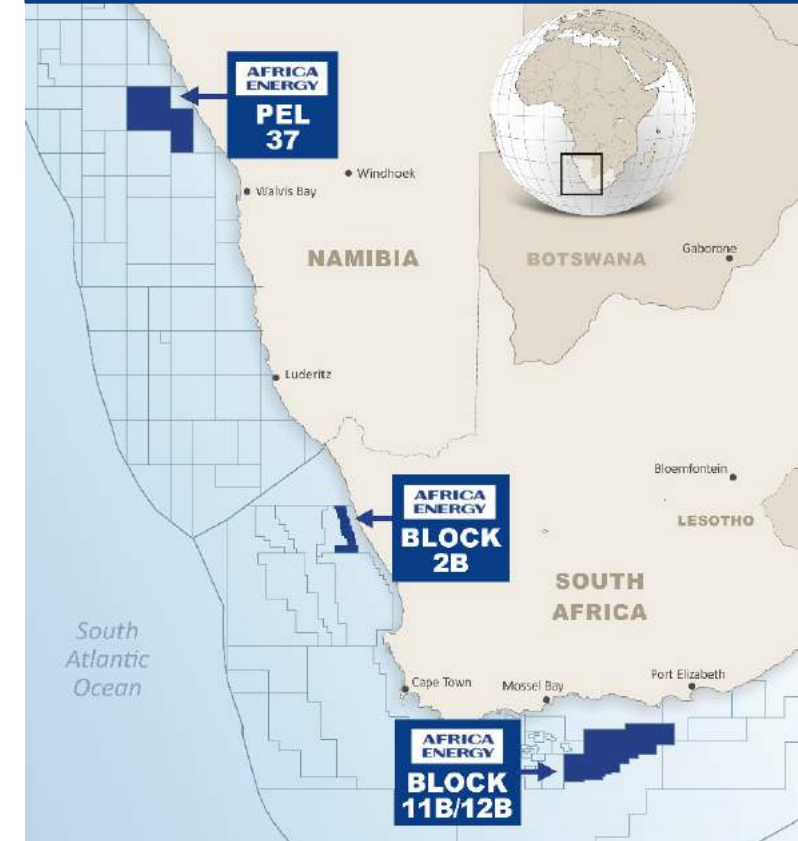 AFRICA
ENERGY
PEL
37
Windhoek
Walvis Bay
NAMIBIA
BOTSWANA
Gaborone
Luderitz
Bloemfontein
LESOTHO
AFRICA
ENERGY
BLOCK
2B
SOUTH
AFRICA
South
Atlantic
Ocean
Cape Town
Mossel Bay
Port Elizabeth
AFRICA
ENERGY
BLOCK
11B/12B